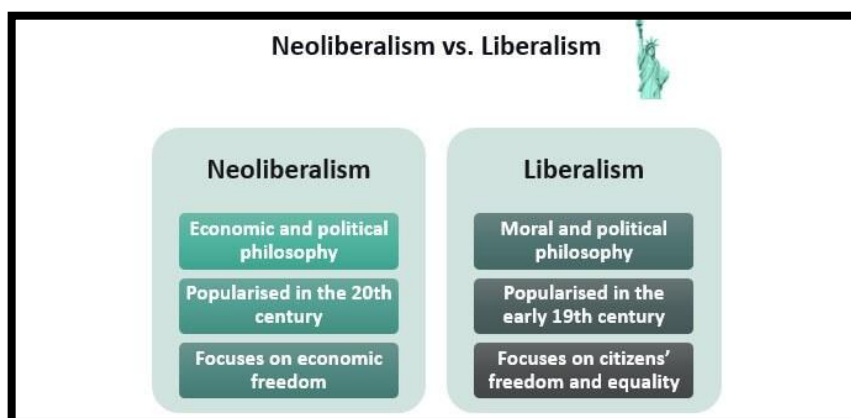 Neoliberalism vs. Liberalism
Neoliberalism
Economic and political
philosophy
Popularised in the 20th
century
Focuses on economic
freedom
Liberalism
Moral and political
philosophy
Popularised in the
early 19th century
Focuses on citizens’
freedom and equality